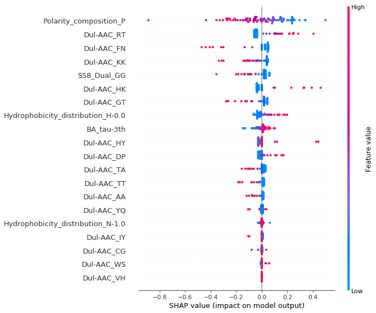 High
Polarity_composition_P
Dul-AAC_RT
Dul-AAC_FN
Dul-AAC_KK
SS8_Dual_GG
Dul-AAC_HK
Dul-AAC_GT
Hydrophobicity_distribution_H-0.0
BA_tau-3th
Dul-AAC_HY
Dul-AAC_DP
Dul-AAC_TA
Dul-AAC_TT
Dul-AAC_AA
Dul-AAC_YQ
Hydrophobicity_distribution_N-1.0
Dul-AAC_IY
Dul-AAC_CG
Dul-AAC_WS
Dul-AAC_VH
Feature value
Low
−0.8 −0.6 −0.4 −0.2 0.0 0.2 0.4
SHAP value (impact on model output)